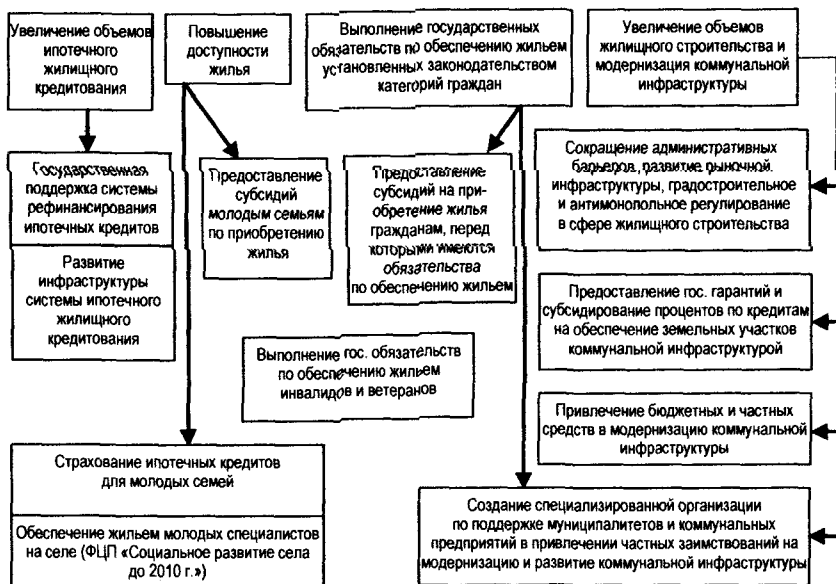 Увеличение объемов
ипотечного
жилищного
кредитования
Повышение
доступности
жилья
Выполнение государственных
обязательств по обеспечению жильем
установленных законодательством
категорий граждан
Увеличение объемов
жилищного строительства и
модернизация коммунальной
инфраструктуры
Государственная
поддержка системы
рефинансирования
ипотечных кредитов
Развитие
инфраструктуры
системы ипотечного
жилищного
кредитования
Предоставление
субсидий
молодым семьям
по приобретению
жилья
Предоставление
субсидий на при-
обретение жилья
гражданам, перед
которыми имеются
обязательства
по обеспечению жильем
Сокращение административных
барьеров, развитие рыночной
инфраструктуры, градостроительное
и антимонопольное регулирование
в сфере жилищного строительства
Предоставление гос. гарантий и
субсидирование процентов по кредитам
на обеспечение земельных участков
коммунальной инфраструктурой
Выполнение гос. обязательств
по обеспечению жильем
инвалидов и ветеранов
Привлечение бюджетных и частных
средств в модернизацию коммунальной
инфраструктуры
Страхование ипотечных кредитов
для молодых семей
Обеспечение жильем молодых специалистов
на селе (ФЦП «Социальное развитие села
до 2010 г.»)
Создание специализированной организации
по поддержке муниципалитетов и коммунальных
предприятий в привлечении частных заимствований на
модернизацию и развитие коммунальной инфраструктуры